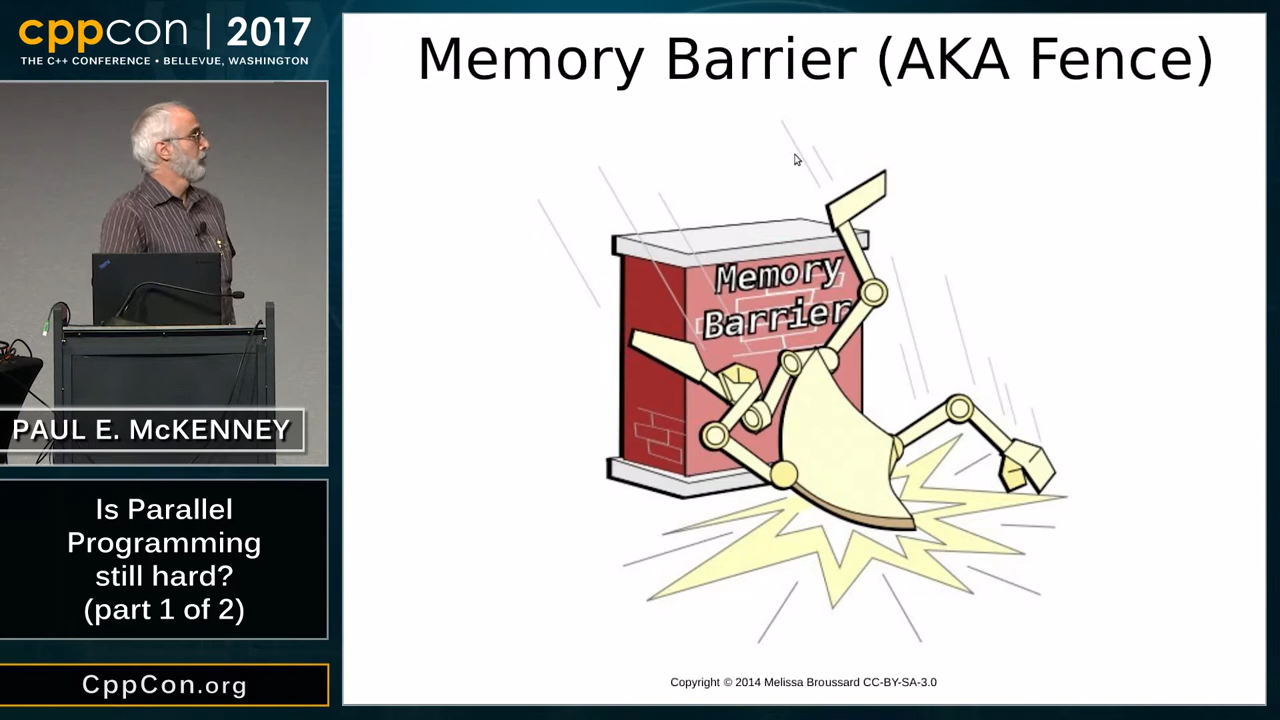 cppcon | 2017
THE C++ CONFERENCE • BELLEVUE, WASHINGTON
PAUL E. McKENNEY
Is Parallel
Programming
still hard?
(part 1 of 2)
CppCon.org
Memory Barrier (AKA Fence)
Memory
Barrier
Copyright © 2014 Melissa Broussard CC-BY-SA-3.0